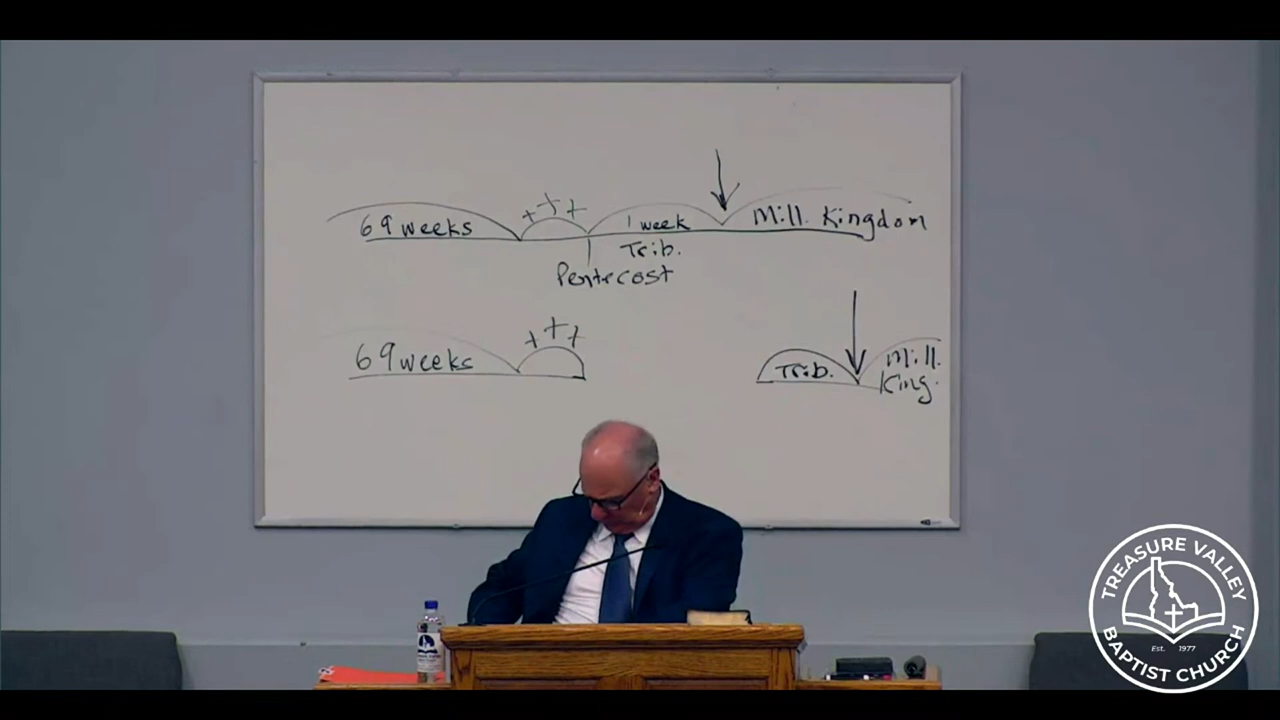 69 weeks
1 week
Mill. Kingdom
Trib.
Pentecost
69 weeks
Trib.
Mill.
King.
TREASURE VALLEY
Est. 1977
BAPTIST CHURCH